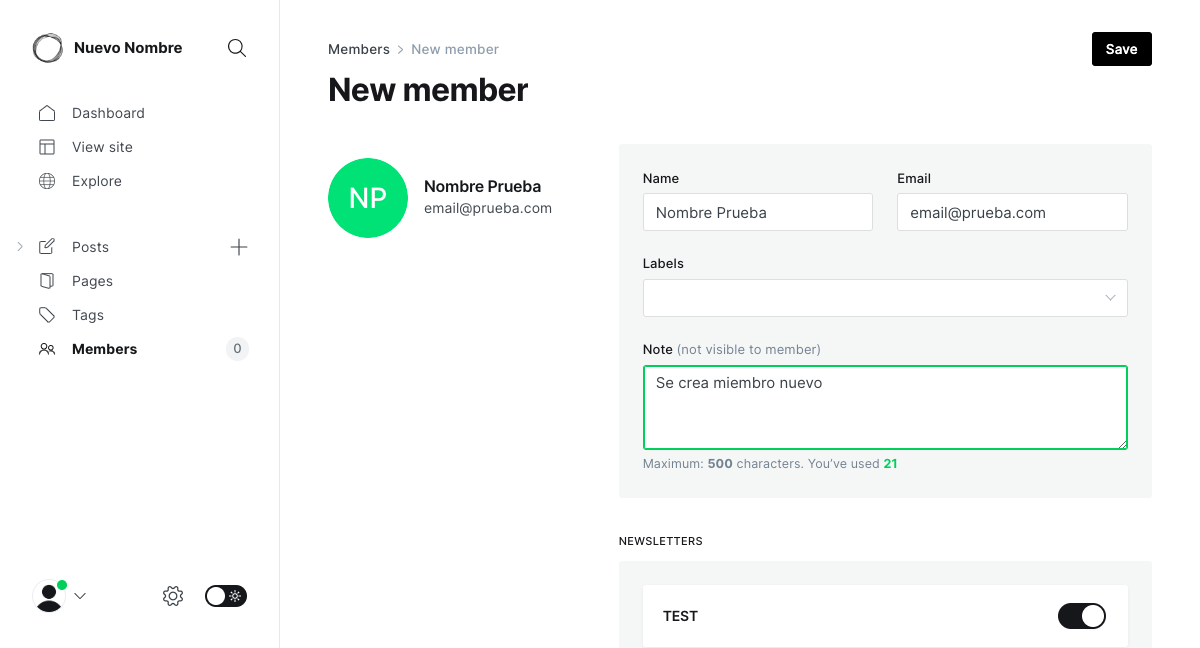 Nuevo Nombre
Dashboard
View site
Explore
Posts
Pages
Tags
Members
0
Members > New member
Save
New member
NP
Nombre Prueba
email@prueba.com
Name
Nombre Prueba
Email
email@prueba.com
Labels
Note (not visible to member)
Se crea miembro nuevo
Maximum: 500 characters. You've used 21
NEWSLETTERS
TEST